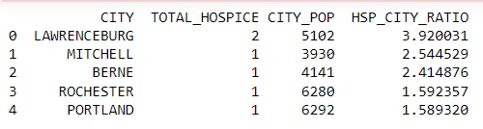 CITY TOTAL_HOSPICE CITY_POP HSP_CITY_RATIO
0 LAWRENCEBURG 2 5102 3.920031
1 MITCHELL 1 3930 2.544529
2 BERNE 1 4141 2.414876
3 ROCHESTER 1 6280 1.592357
4 PORTLAND 1 6292 1.589320